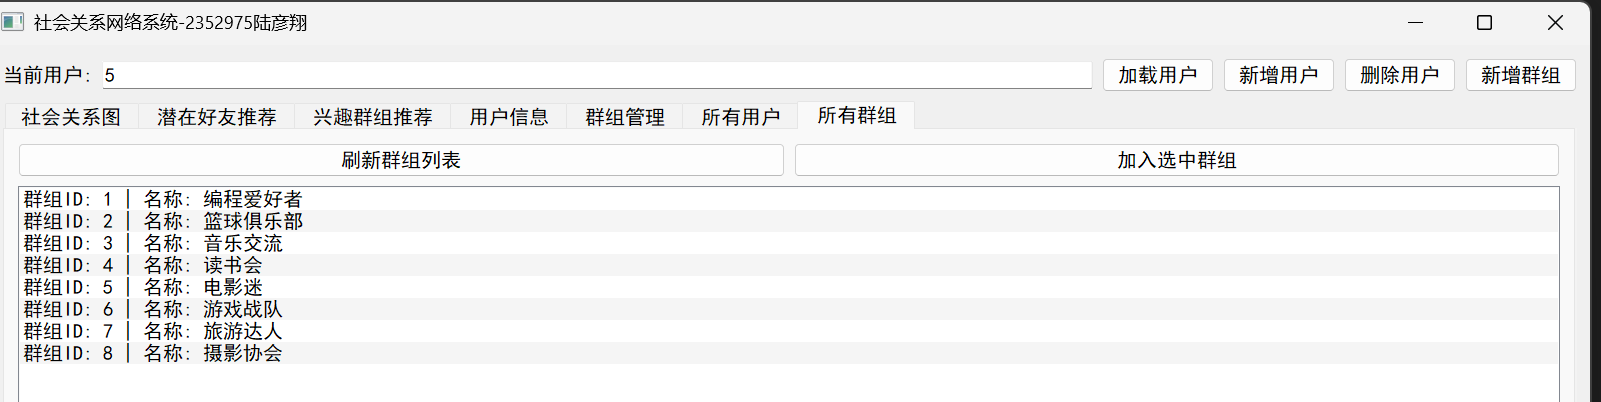 社会关系网络系统-2352975陆彦翔
当前用户: 5 加载用户 新增用户 删除用户 新增群组
社会关系图 潜在好友推荐 兴趣群组推荐 用户信息 群组管理 所有用户 所有群组
刷新群组列表 加入选中群组
群组ID: 1 | 名称: 编程爱好者
群组ID: 2 | 名称: 篮球俱乐部
群组ID: 3 | 名称: 音乐交流
群组ID: 4 | 名称: 读书会
群组ID: 5 | 名称: 电影迷
群组ID: 6 | 名称: 游戏战队
群组ID: 7 | 名称: 旅游达人
群组ID: 8 | 名称: 摄影协会